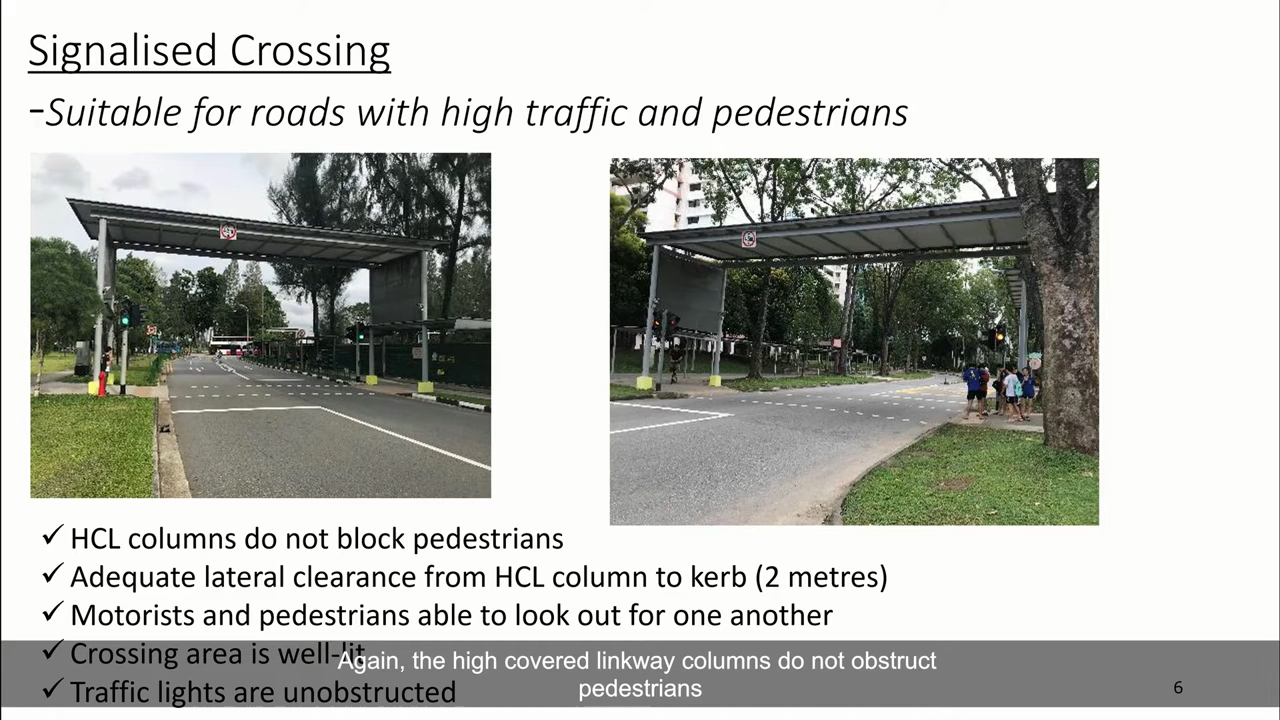 Signalised Crossing
-Suitable for roads with high traffic and pedestrians
✓ HCL columns do not block pedestrians
✓ Adequate lateral clearance from HCL column to kerb (2 metres)
✓ Motorists and pedestrians able to look out for one another
✓ Crossing area is well-lit
✓ Traffic lights are unobstructed
Again, the high covered linkway columns do not obstruct
pedestrians
6